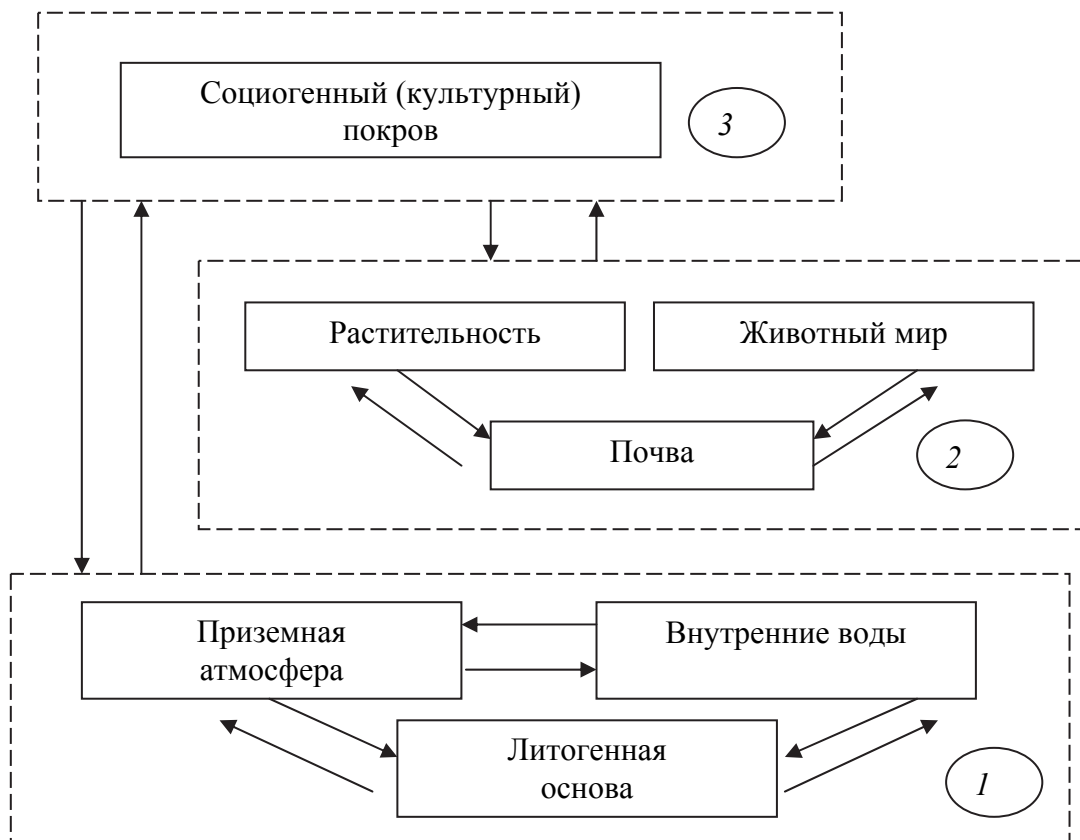 Социогенный (культурный)
покров
3
Растительность
Животный мир
Почва
2
Приземная
атмосфера
Внутренние воды
Литогенная
основа
1